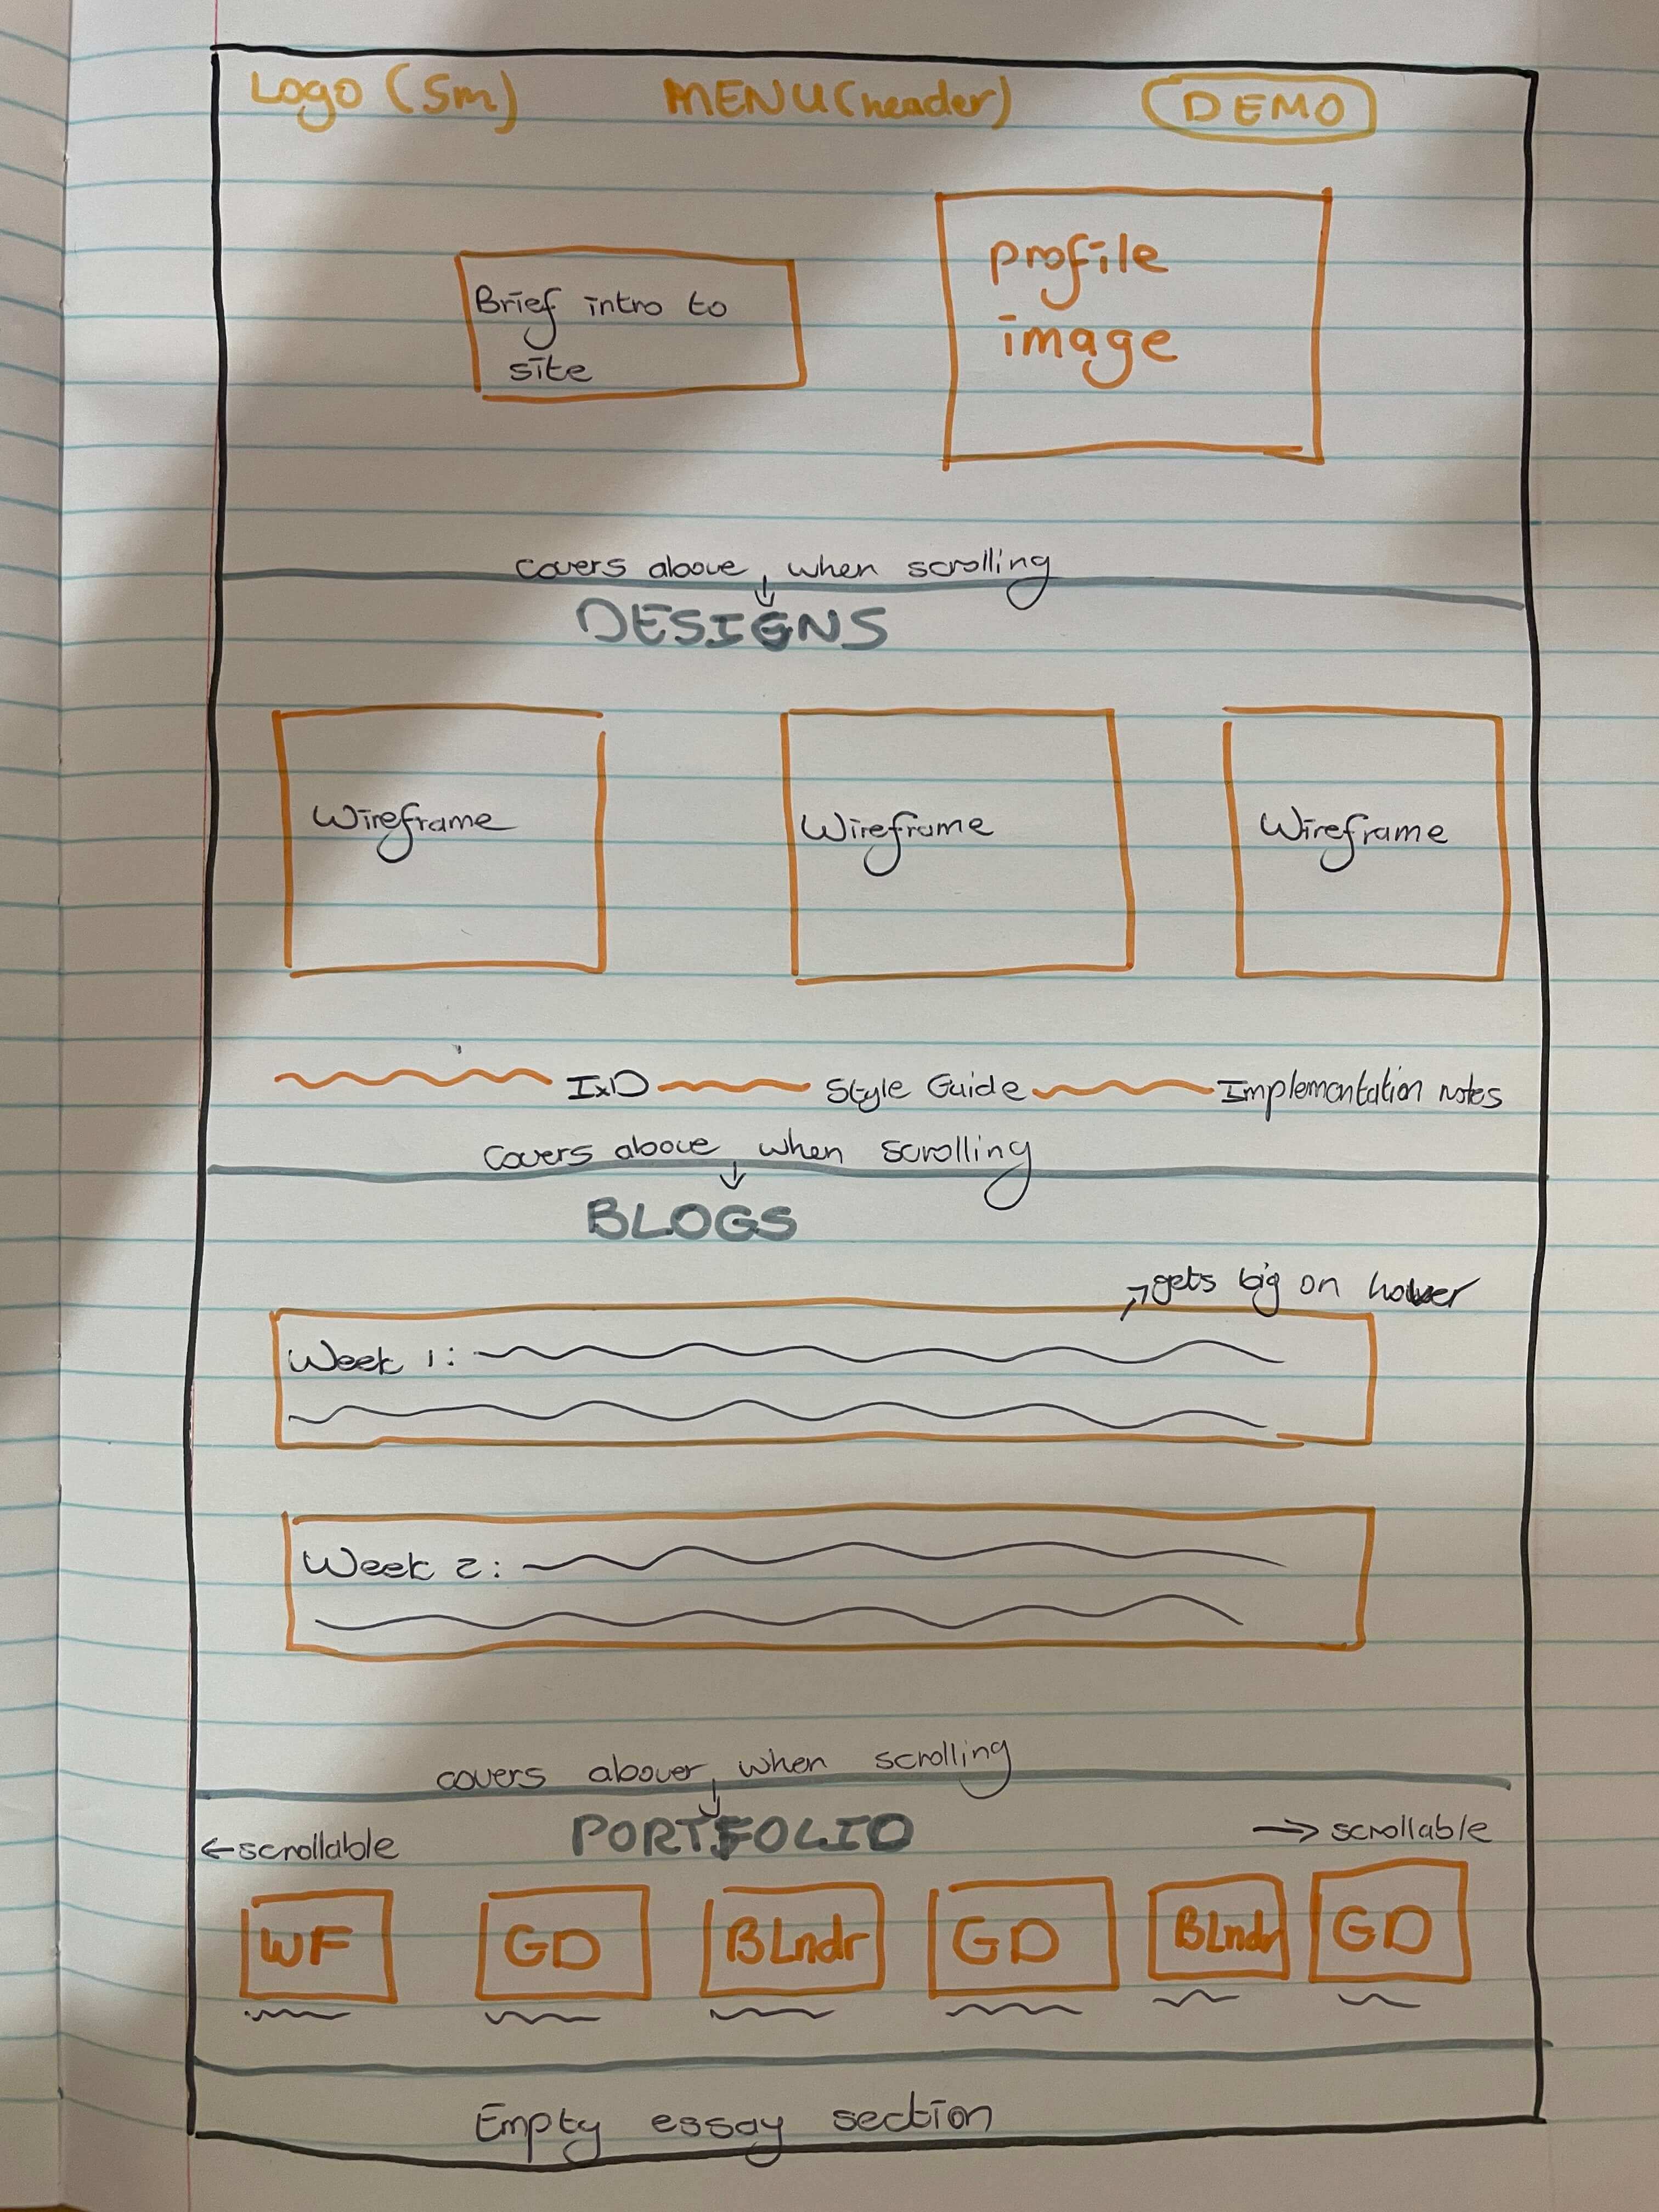 Logo (Sm) MENU (header) DEMO
profile
image
Brief intro to
site
covers above, when scrolling
DESIGNS
Wireframe Wireframe Wireframe
IxD Style Guide Implementation notes
Covers above, when scrolling
BLOGS
gets big on hover
Week 1:
Week 2:
covers abover, when scrolling
PORTFOLIO
scrollable scrollable
WF GD BLndr GD BLndr GD
Empty essay section